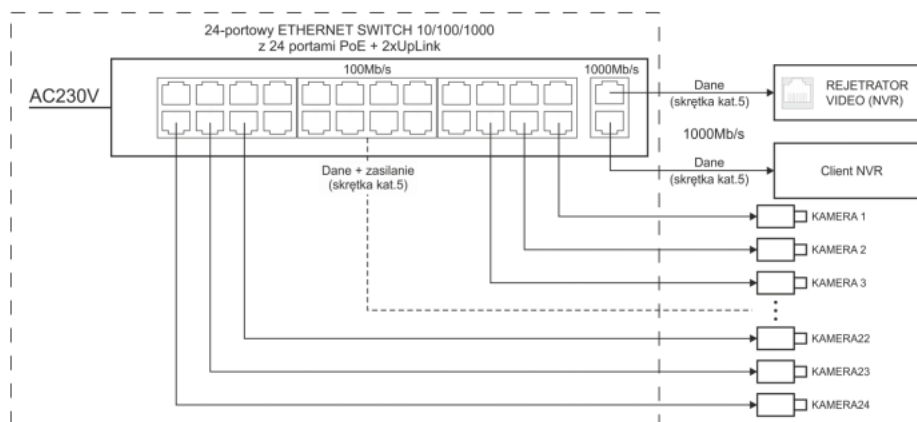 24-portowy ETHERNET SWITCH 10/100/1000
z 24 portami PoE + 2xUpLink
100Mb/s
1000Mb/s
AC230V
Dane
(skrętka kat.5)
REJETRATOR
VIDEO (NVR)
1000Mb/s
Dane + zasilanie
(skrętka kat.5)
Dane
(skrętka kat.5)
Client NVR
KAMERA 1
KAMERA 2
KAMERA 3
KAMERA22
KAMERA23
KAMERA24